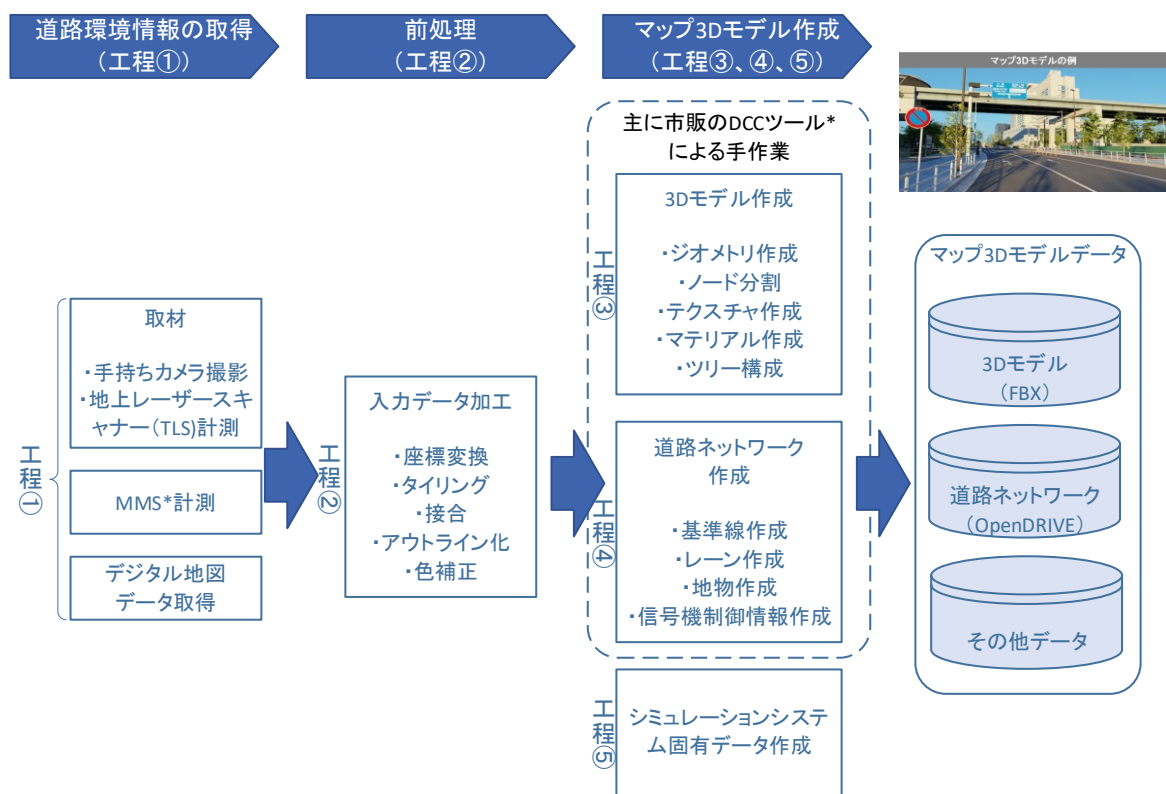 道路環境情報の取得
（工程①）
前処理
（工程②）
マップ3Dモデル作成
（工程③、④、⑤）
マップ3Dモデルの例
主に市販のDCCツール*
による手作業
工程①
取材
・手持ちカメラ撮影
・地上レーザースキ
ャナー（TLS)計測
MMS*計測
デジタル地図
データ取得
工程②
入力データ加工
・座標変換
・タイリング
・接合
・アウトライン化
・色補正
工程③
3Dモデル作成
・ジオメトリ作成
・ノード分割
・テクスチャ作成
・マテリアル作成
・ツリー構成
工程④
道路ネットワーク
作成
・基準線作成
・レーン作成
・地物作成
・信号機制御情報作成
工程⑤
シミュレーションシステ
ム固有データ作成
マップ3Dモデルデータ
3Dモデル
（FBX）
道路ネットワーク
（OpenDRIVE）
その他データ